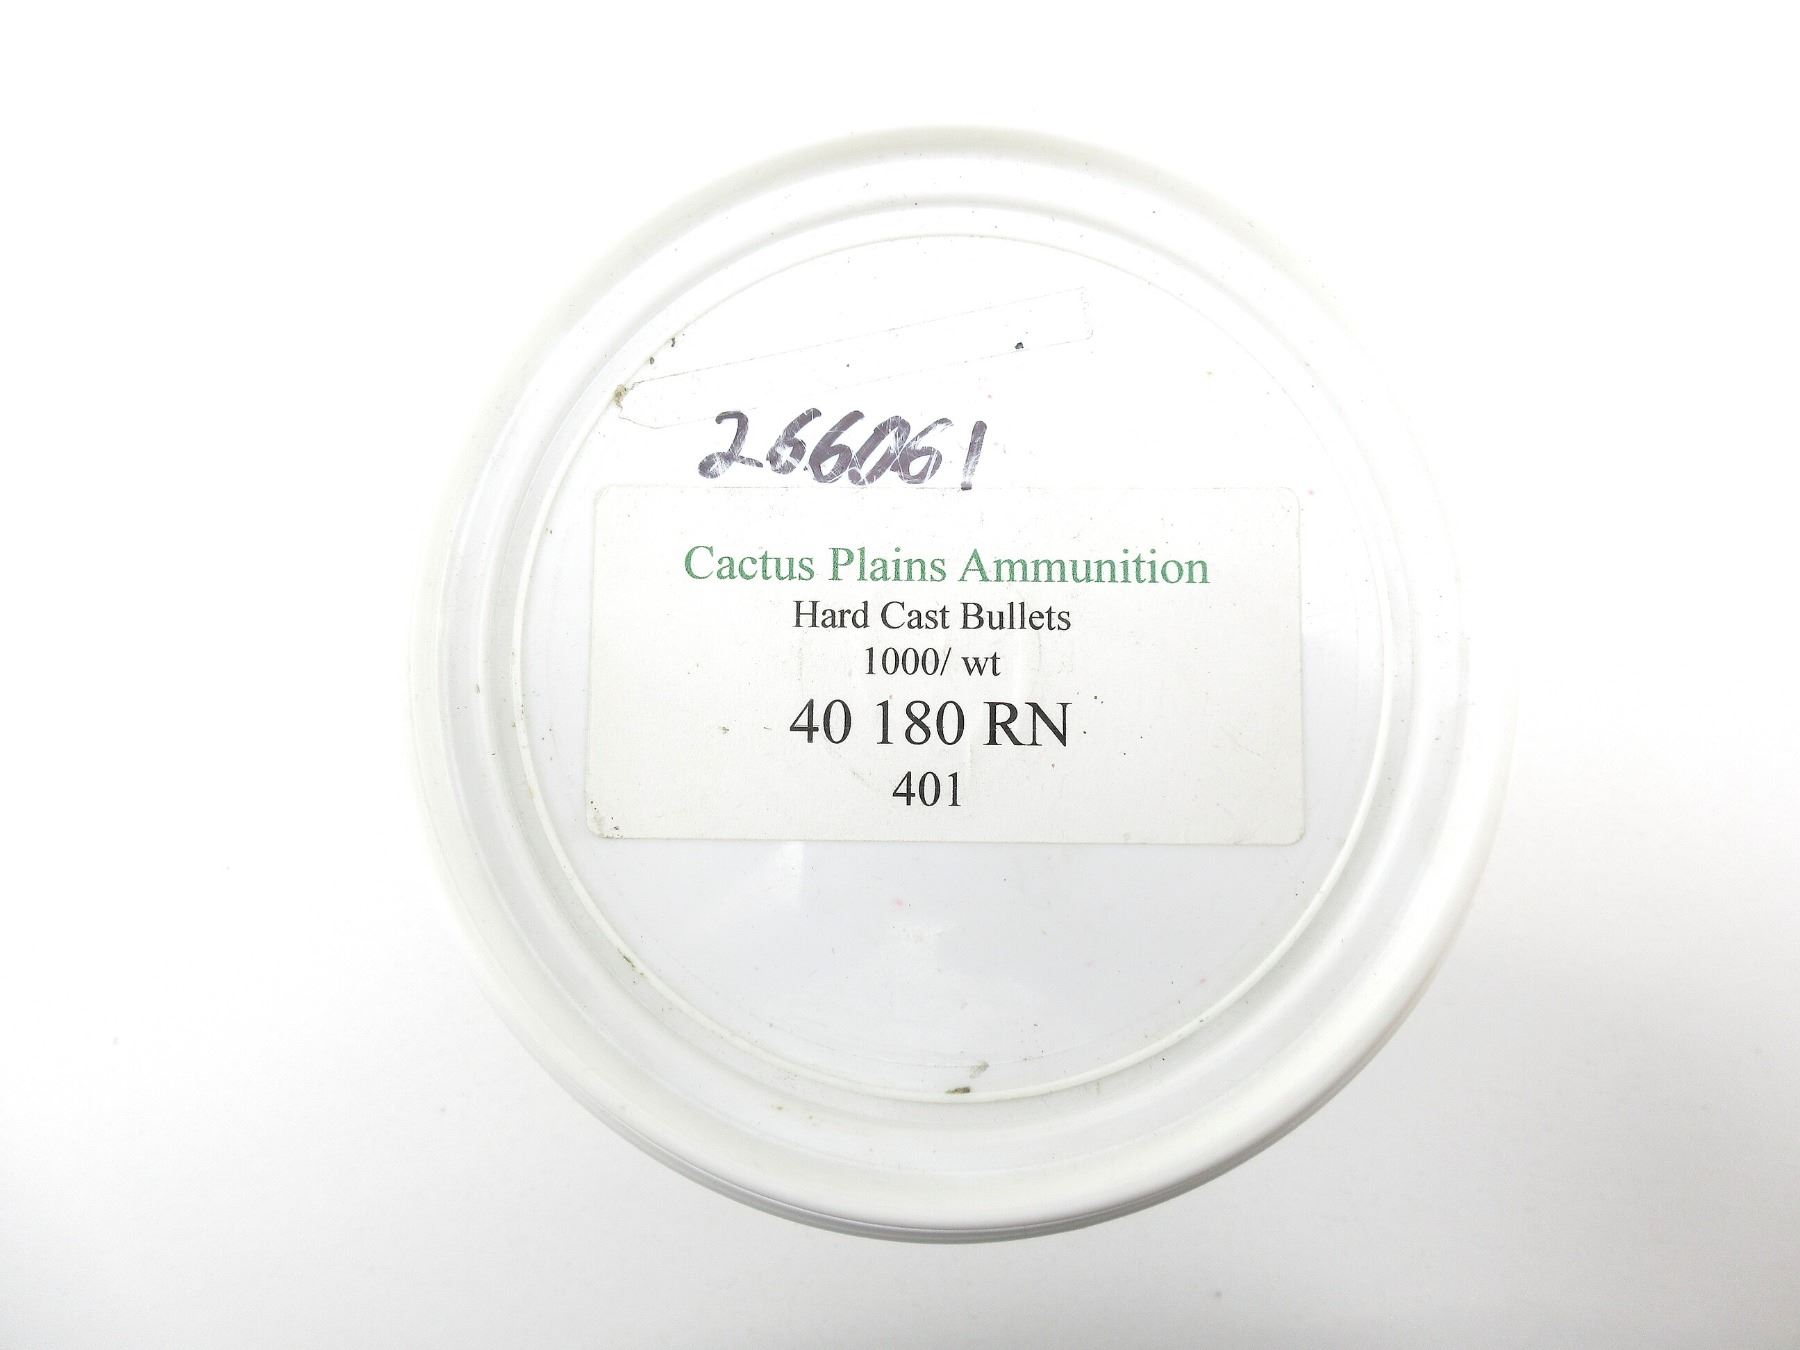 266061
Cactus Plains Ammunition
Hard Cast Bullets
1000/ wt
40 180 RN
401